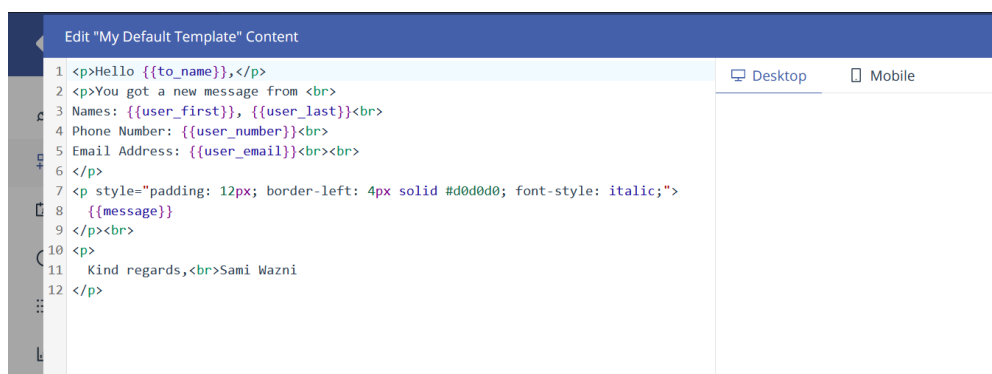 Edit "My Default Template" Content
Desktop
Mobile
1 <p>Hello {{to_name}},</p>
2 <p>You got a new message from <br>
3 Names: {{user_first}}, {{user_last}}<br>
4 Phone Number: {{user_number}}<br>
5 Email Address: {{user_email}}<br><br>
6 </p>
7 <p style="padding: 12px; border-left: 4px solid #d0d0d0; font-style: italic;">
8 {{message}}
9 </p><br>
10 <p>
11 Kind regards,<br>Sami Wazni
12 </p>